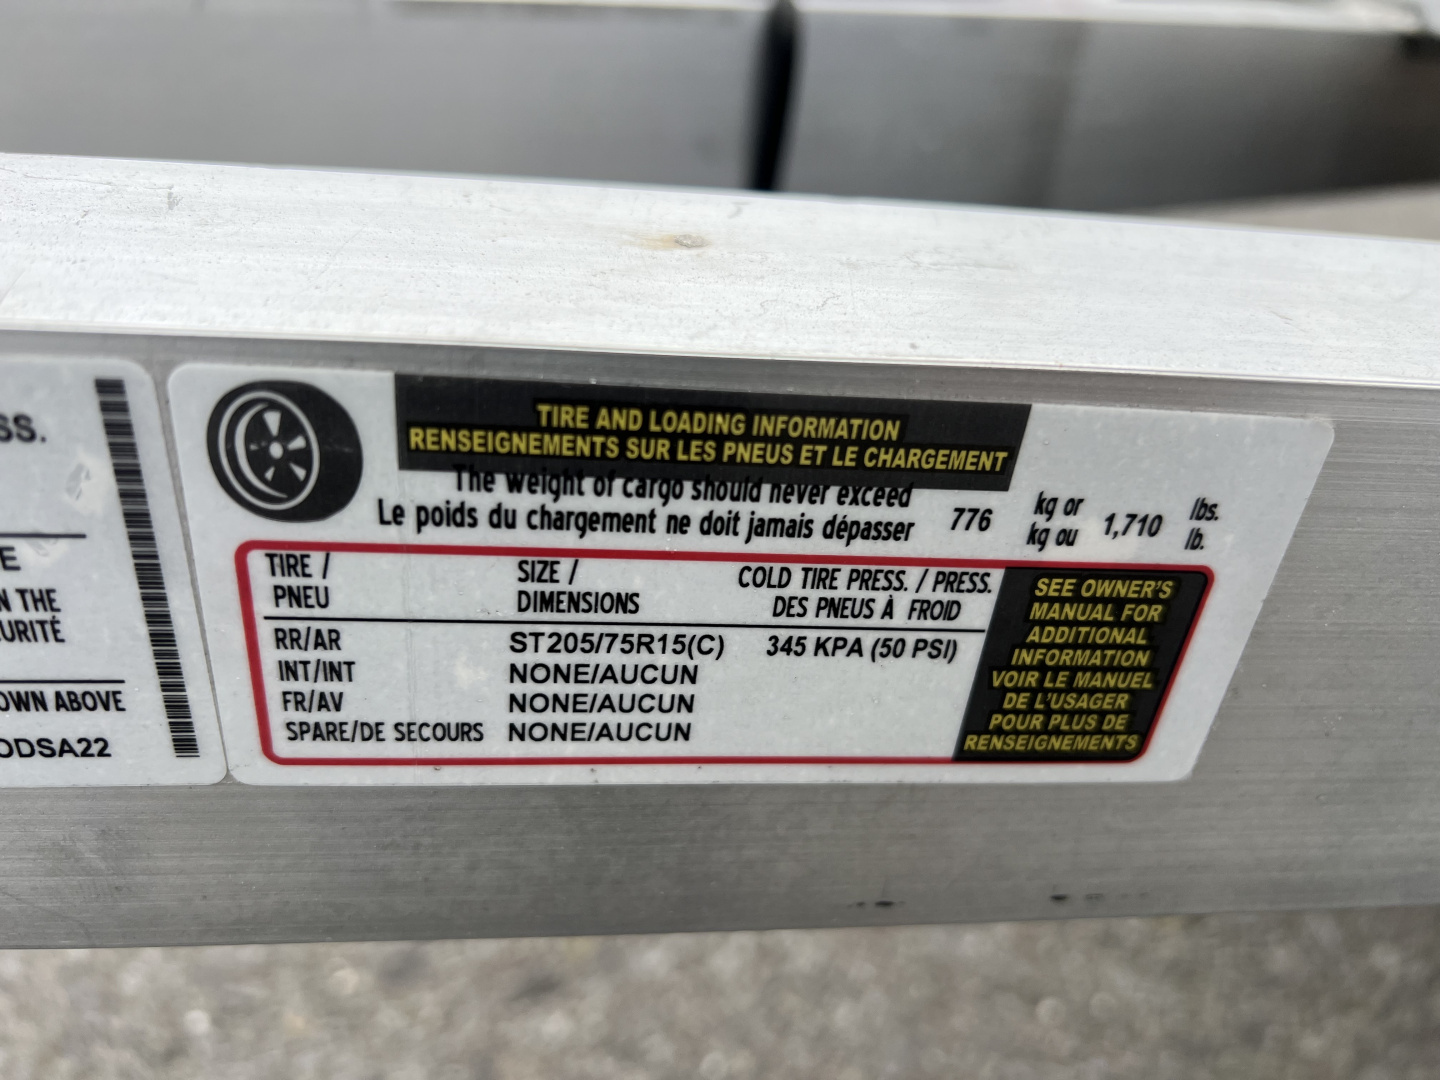 SS.
E
N THE
URITÉ
OWN ABOVE
ODSA22
TIRE AND LOADING INFORMATION
RENSEIGNEMENTS SUR LES PNEUS ET LE CHARGEMENT
The weight of cargo should never exceed
Le poids du chargement ne doit jamais dépasser
776
kg or
kg ou
1,710
lbs.
lb.
TIRE /
PNEU
SIZE /
DIMENSIONS
COLD TIRE PRESS. / PRESS.
DES PNEUS À FROID
RR/AR ST205/75R15(C) 345 KPA (50 PSI)
INT/INT NONE/AUCUN
FR/AV NONE/AUCUN
SPARE/DE SECOURS NONE/AUCUN
SEE OWNER'S
MANUAL FOR
ADDITIONAL
INFORMATION
VOIR LE MANUEL
DE L'USAGER
POUR PLUS DE
RENSEIGNEMENTS